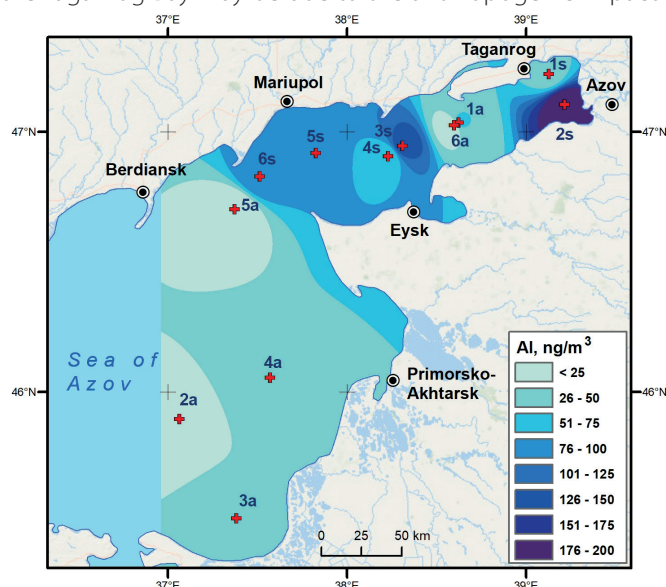 37°E 38°E 39°E
Taganrog
1s
Mariupol
Azov
1a
47°N
3s
47°N
5s
6a
2s
4s
6s
Berdiansk
5a
Eysk
Al, ng/m³
Sea of
Azov
4a
< 25
26 - 50
51 - 75
76 - 100
101 - 125
126 - 150
151 - 175
176 - 200
Primorsko-
Akhtarsk
46°N
46°N
2a
3a
0 25 50 km
37°E 38°E 39°E